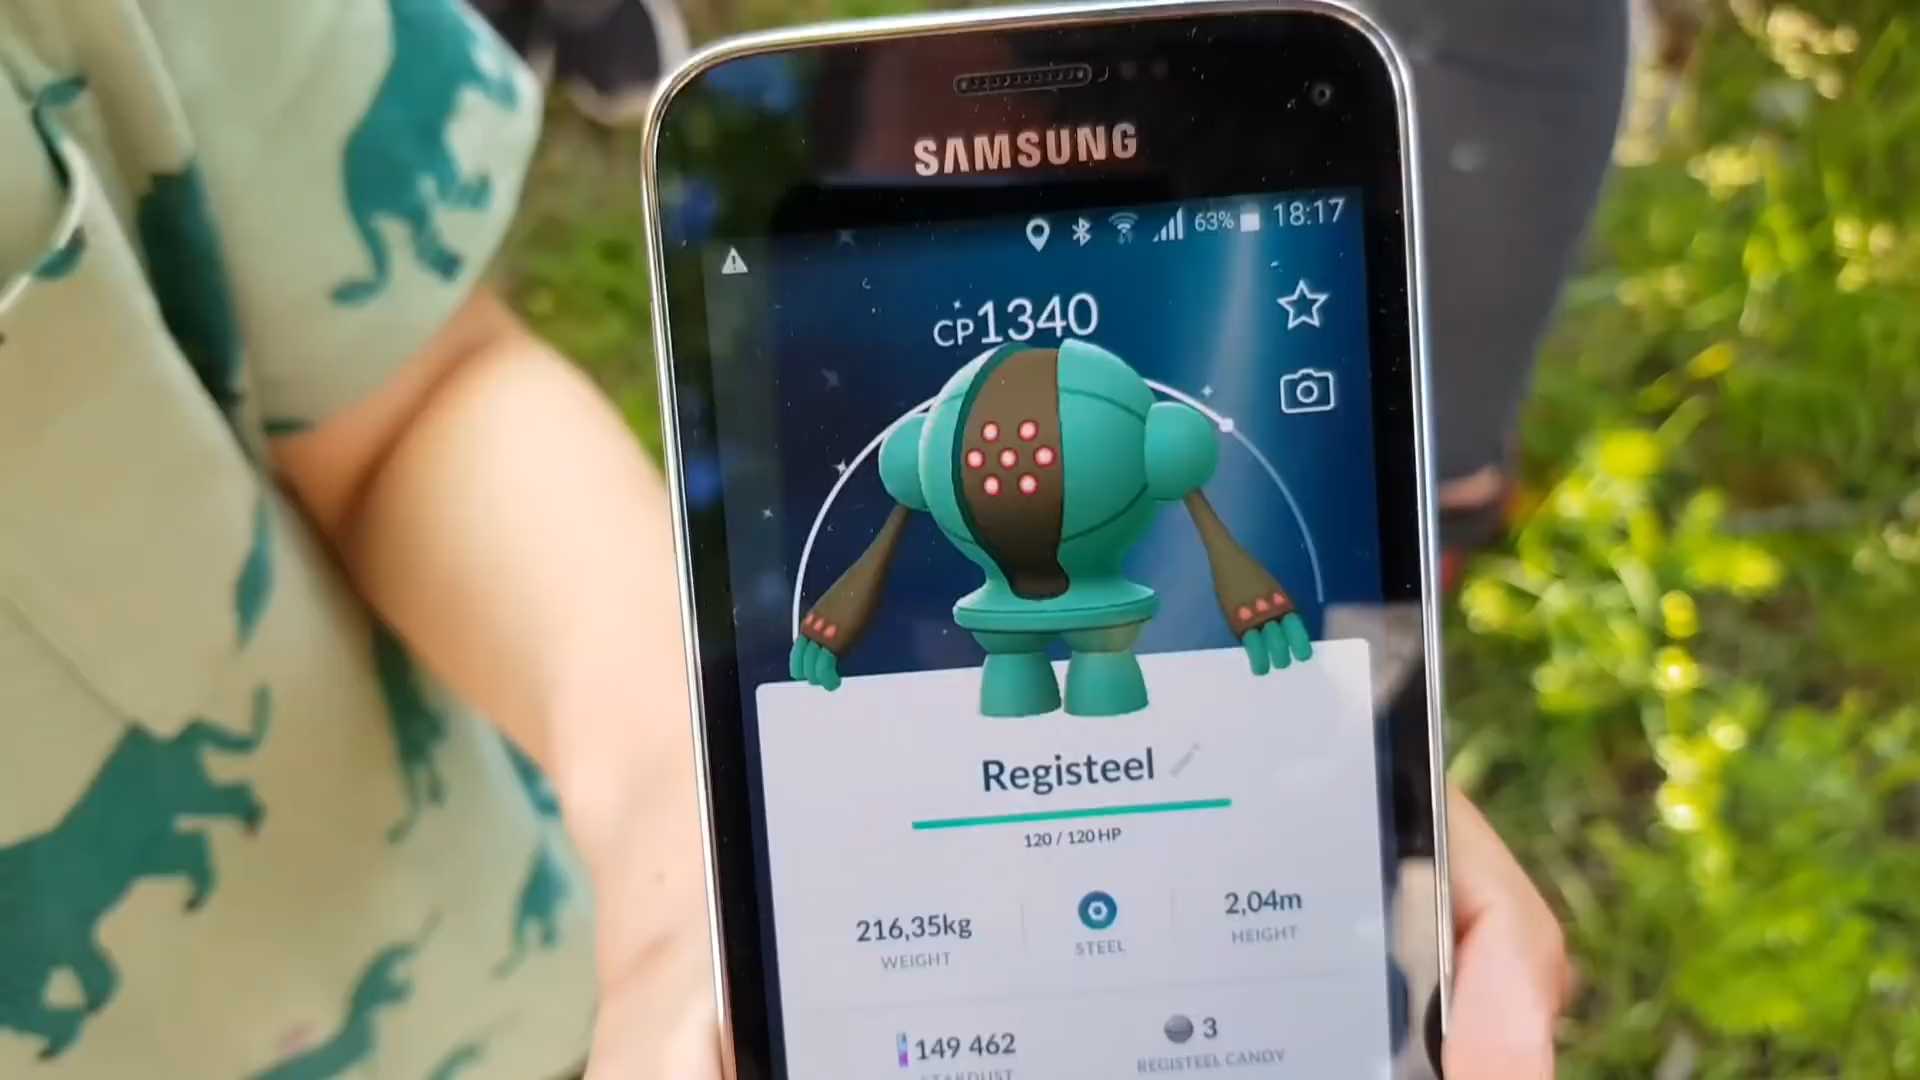 SAMSUNG
63% 18:17
CP1340
Registeel
120 / 120 HP
216,35kg
WEIGHT
STEEL
2,04m
HEIGHT
149 462
STARDUST
3
REGISTEEL CANDY